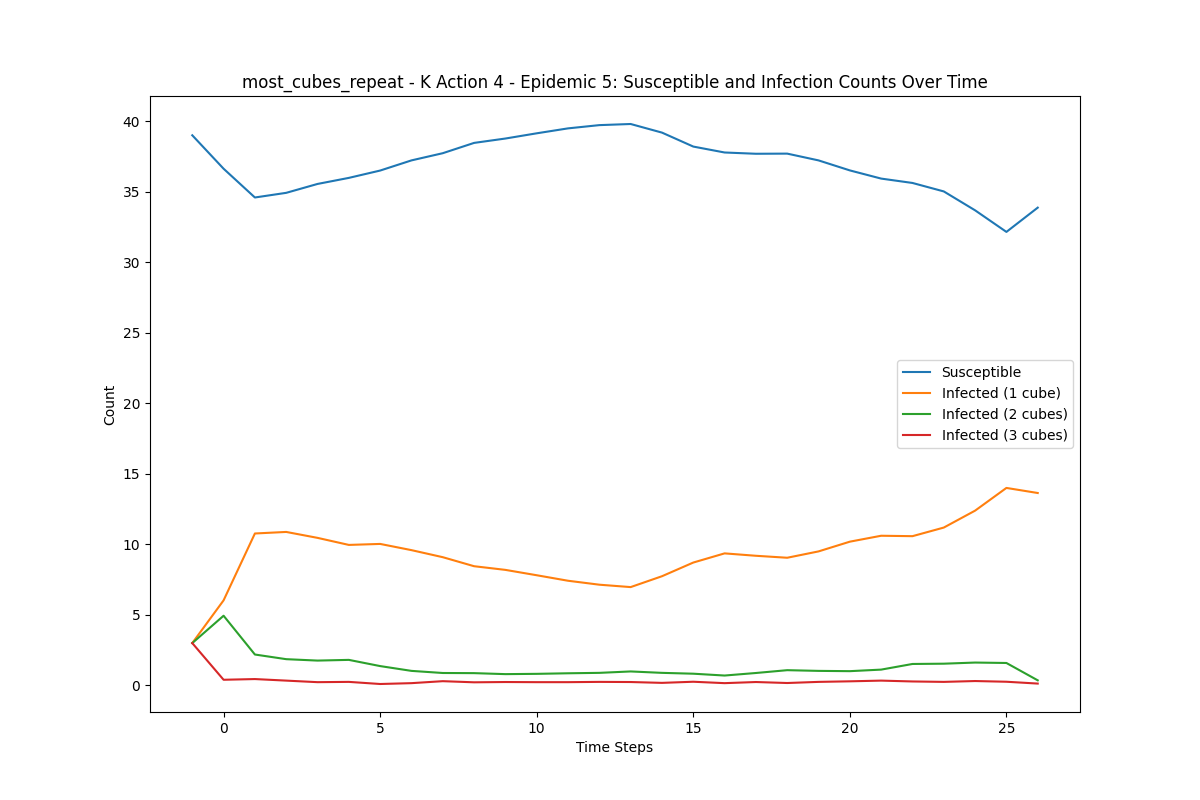 most_cubes_repeat - K Action 4 - Epidemic 5: Susceptible and Infection Counts Over Time
40
35
30
25
20
15
10
5
0
Count
Susceptible
Infected (1 cube)
Infected (2 cubes)
Infected (3 cubes)
0 5 10 15 20 25
Time Steps